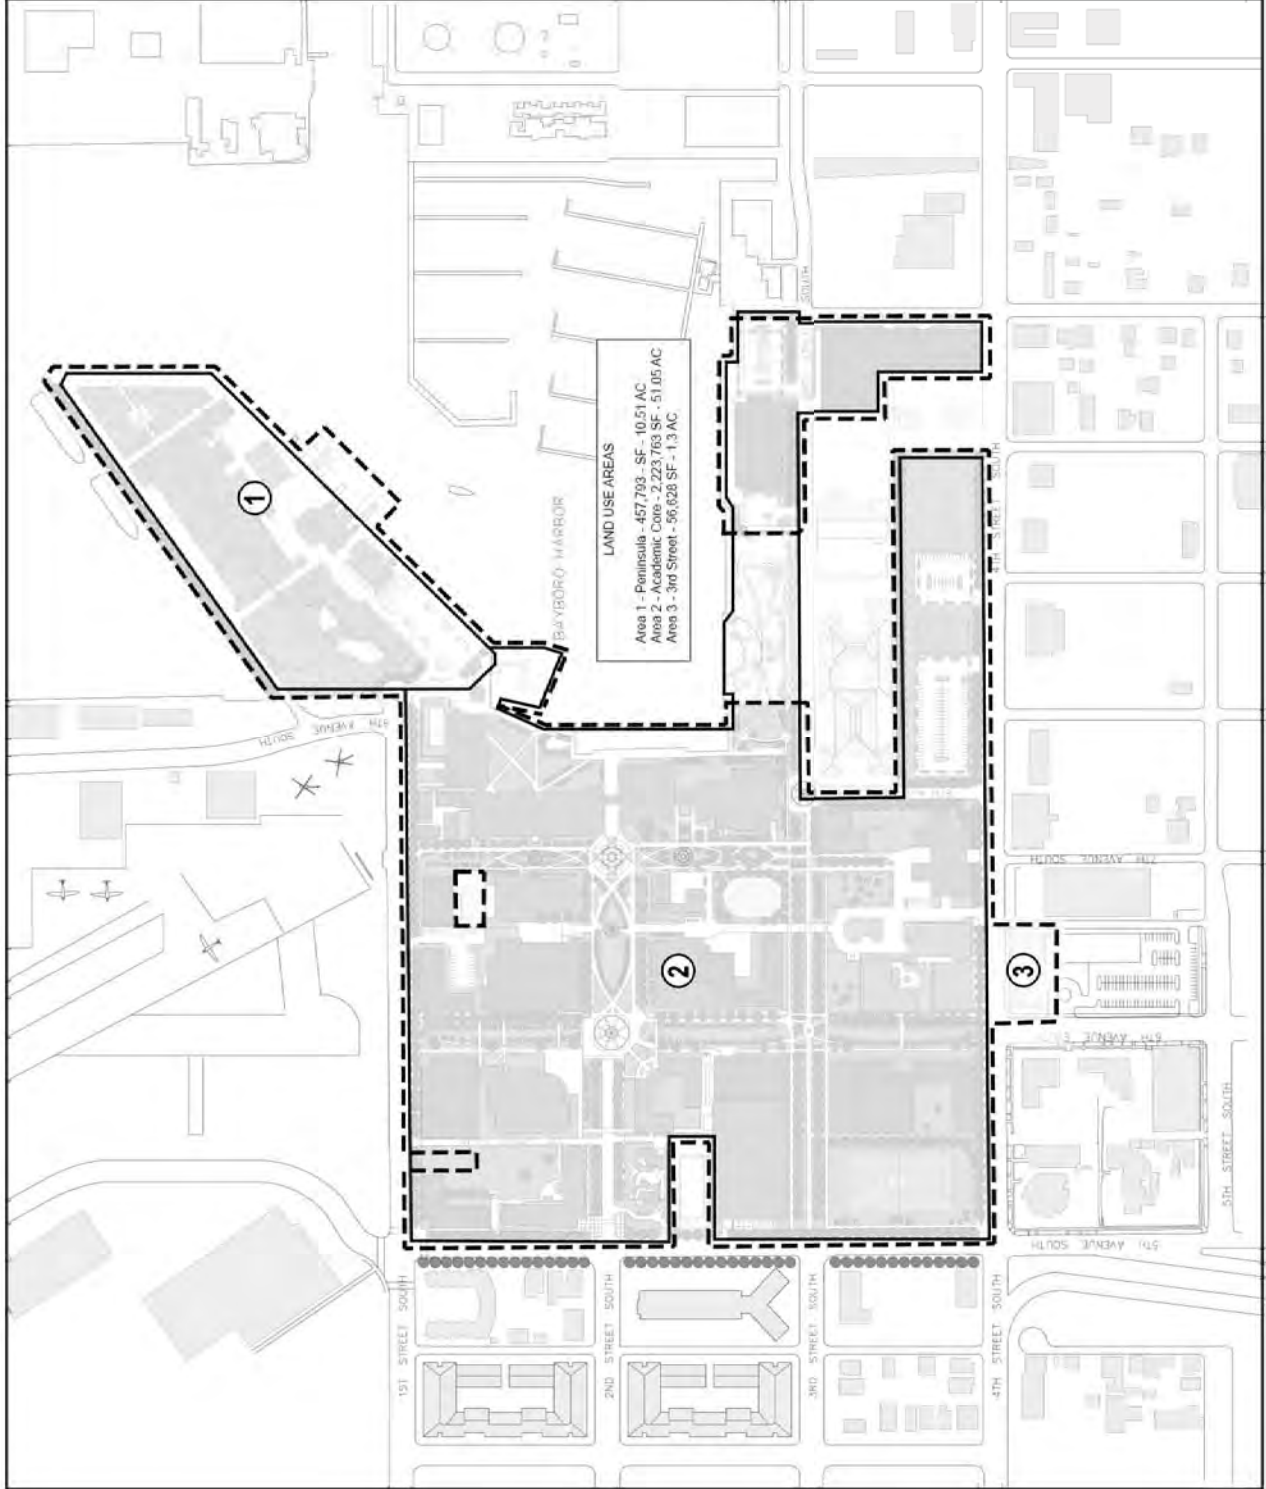 LAND USE AREAS
Area 1 - Peninsula - 457,793 - SF - 10.51 AC
Area 2 - Academic Core - 2,223,763 SF - 51.05 AC
Area 3 - 3rd Street - 56,628 SF - 1.3 AC
BAYBORO HARBOR
1
2
3
8TH AVENUE
SOUTH
SOUTH
4TH STREET SOUTH
7TH AVENUE SOUTH
6TH AVENUE
5TH AVENUE SOUTH
5TH STREET SOUTH
1ST STREET SOUTH
2ND STREET SOUTH
3RD STREET SOUTH
4TH STREET SOUTH